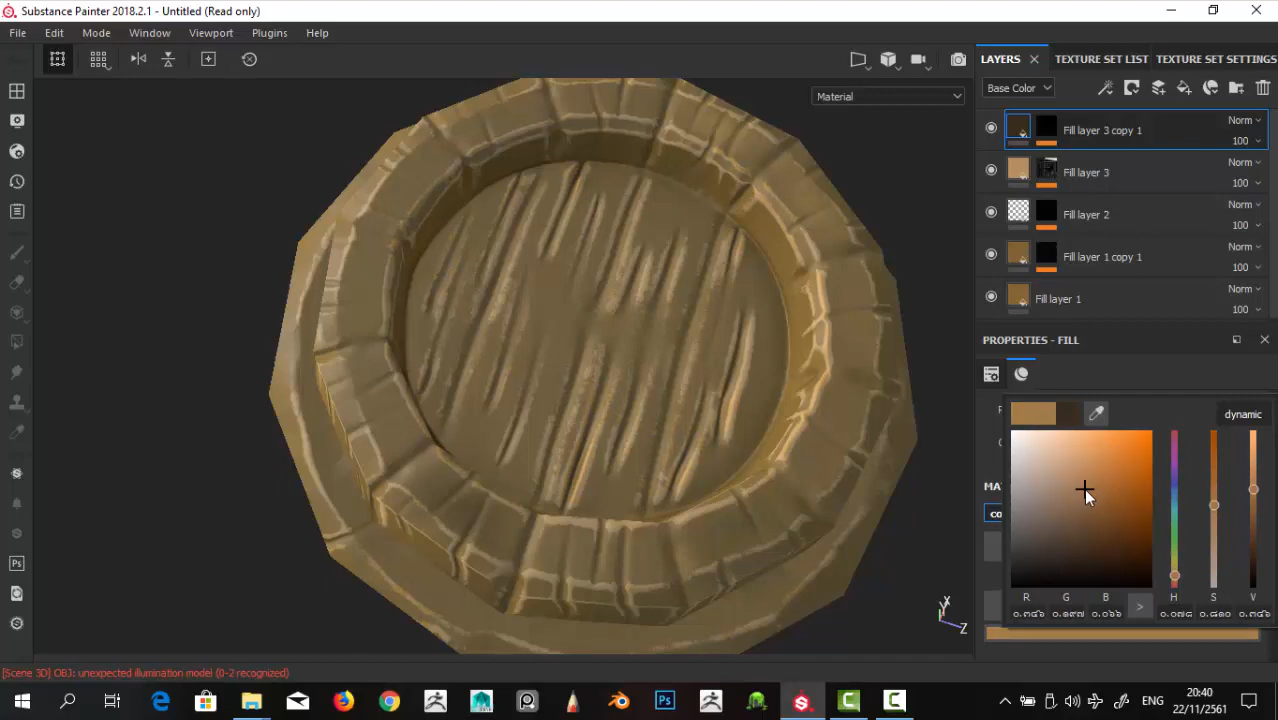 Substance Painter 2018.2.1 - Untitled (Read only)
File Edit Mode Window Viewport Plugins Help
LAYERS TEXTURE SET LIST TEXTURE SET SETTINGS
Base Color
Material
Norm
Fill layer 3 copy 1
100
Norm
Fill layer 3
100
Norm
Fill layer 2
100
Norm
Fill layer 1 copy 1
100
Norm
Fill layer 1
100
PROPERTIES - FILL
dynamic
R G B H S V
Y X
Z
[Scene 3D] OBJ: unexpected illumination model (0-2 recognized)
Ps
Ps
ENG
20:40
22/11/2561